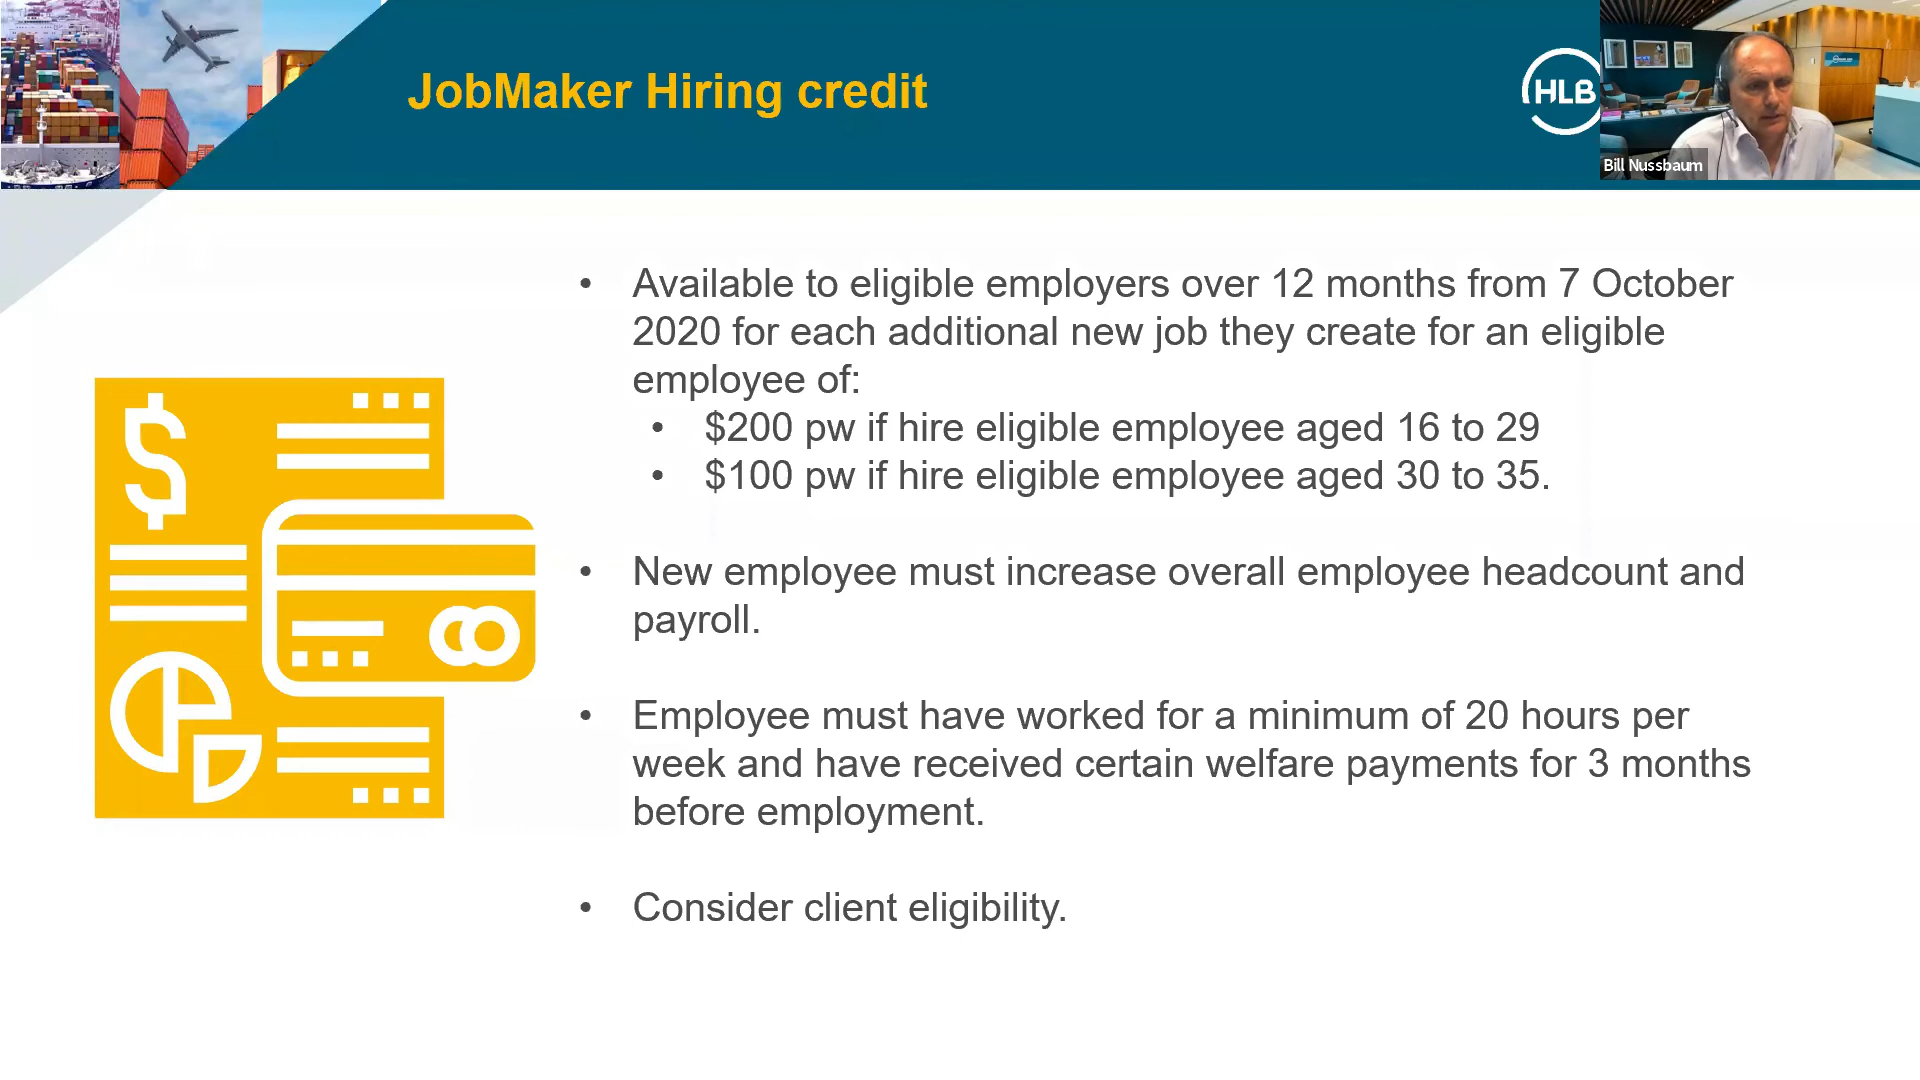 JobMaker Hiring credit
HLB
Bill Nussbaum
• Available to eligible employers over 12 months from 7 October
2020 for each additional new job they create for an eligible
employee of:
• $200 pw if hire eligible employee aged 16 to 29
• $100 pw if hire eligible employee aged 30 to 35.
• New employee must increase overall employee headcount and
payroll.
• Employee must have worked for a minimum of 20 hours per
week and have received certain welfare payments for 3 months
before employment.
• Consider client eligibility.